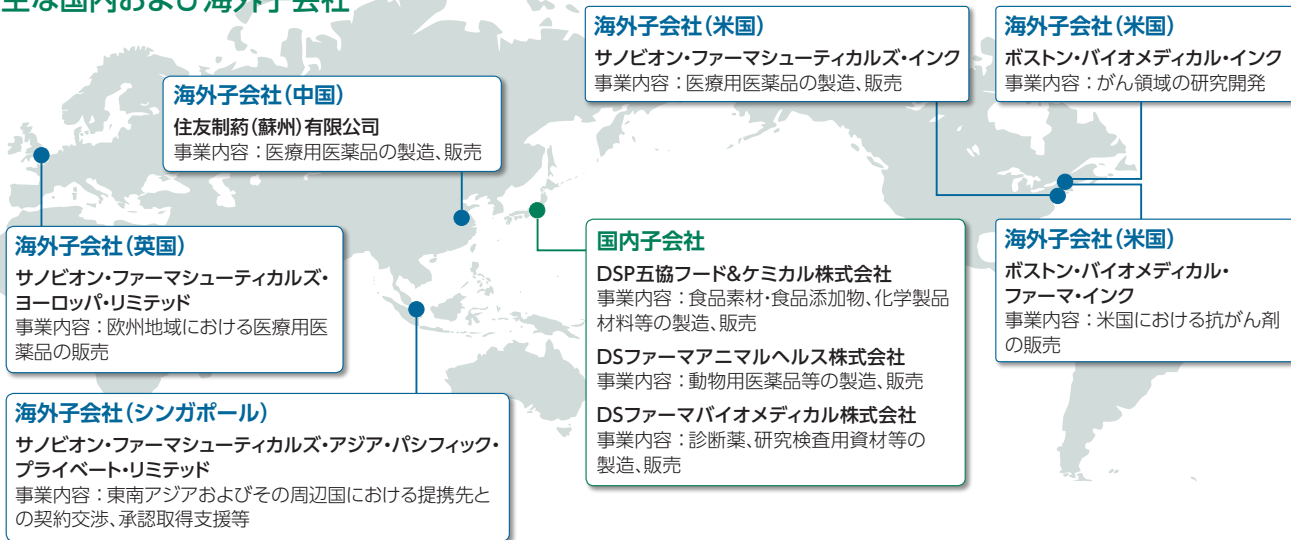 主な国内および海外子会社
海外子会社(米国)
サノビオン・ファーマシューティカルズ・インク
事業内容：医療用医薬品の製造、販売
海外子会社(米国)
ボストン・バイオメディカル・インク
事業内容：がん領域の研究開発
海外子会社(中国)
住友制葯(蘇州)有限公司
事業内容：医療用医薬品の製造、販売
海外子会社(英国)
サノビオン・ファーマシューティカルズ・
ヨーロッパ・リミテッド
事業内容：欧州地域における医療用医
薬品の販売
国内子会社
DSP五協フード&ケミカル株式会社
事業内容：食品素材・食品添加物、化学製品
材料等の製造、販売
DSファーマアニマルヘルス株式会社
事業内容：動物用医薬品等の製造、販売
DSファーマバイオメディカル株式会社
事業内容：診断薬、研究検査用資材等の
製造、販売
海外子会社(米国)
ボストン・バイオメディカル・
ファーマ・インク
事業内容：米国における抗がん剤
の販売
海外子会社(シンガポール)
サノビオン・ファーマシューティカルズ・アジア・パシフィック・
プライベート・リミテッド
事業内容：東南アジアおよびその周辺国における提携先と
の契約交渉、承認取得支援等